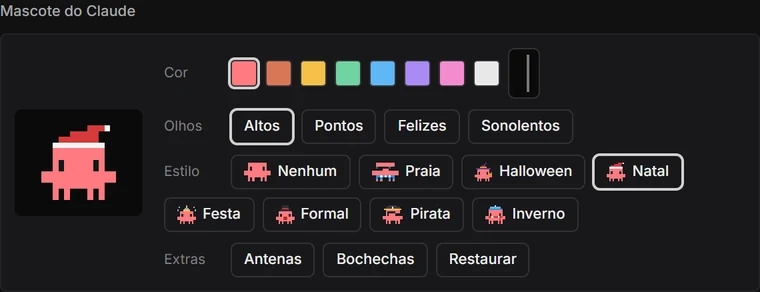 Mascote do Claude
Cor
Olhos Altos Pontos Felizes Sonolentos
Estilo Nenhum Praia Halloween Natal
Festa Formal Pirata Inverno
Extras Antenas Bochechas Restaurar